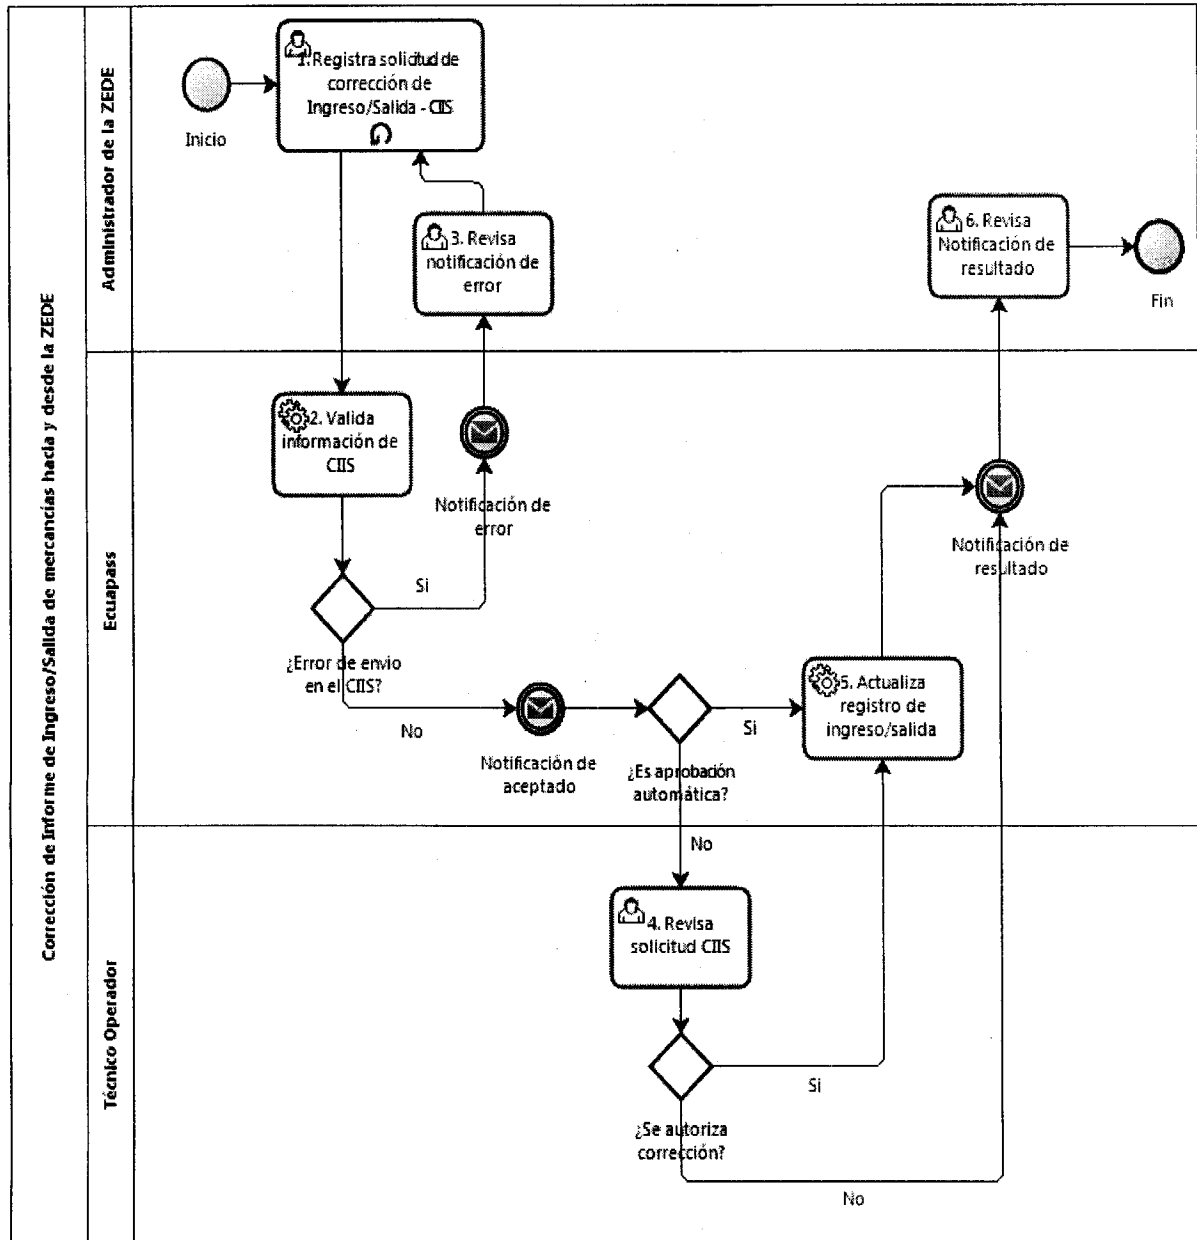 Corrección de Informe de Ingreso/Salida de mercancías hacia y desde la ZEDE
Administrador de la ZEDE
Inicio
1. Registra solicitud de
corrección de
Ingreso/Salida - CIIS
3. Revisa
notificación de
error
6. Revisa
Notificación de
resultado
Fin
Ecuapass
2. Valida
información de
CIIS
Notificación de
error
Si
¿Error de envio
en el CIIS?
No
Notificación de
aceptado
¿Es aprobación
automática?
Si
5. Actualiza
registro de
ingreso/salida
Notificación de
resultado
Técnico Operador
No
4. Revisa
solicitud CIIS
Si
¿Se autoriza
corrección?
No